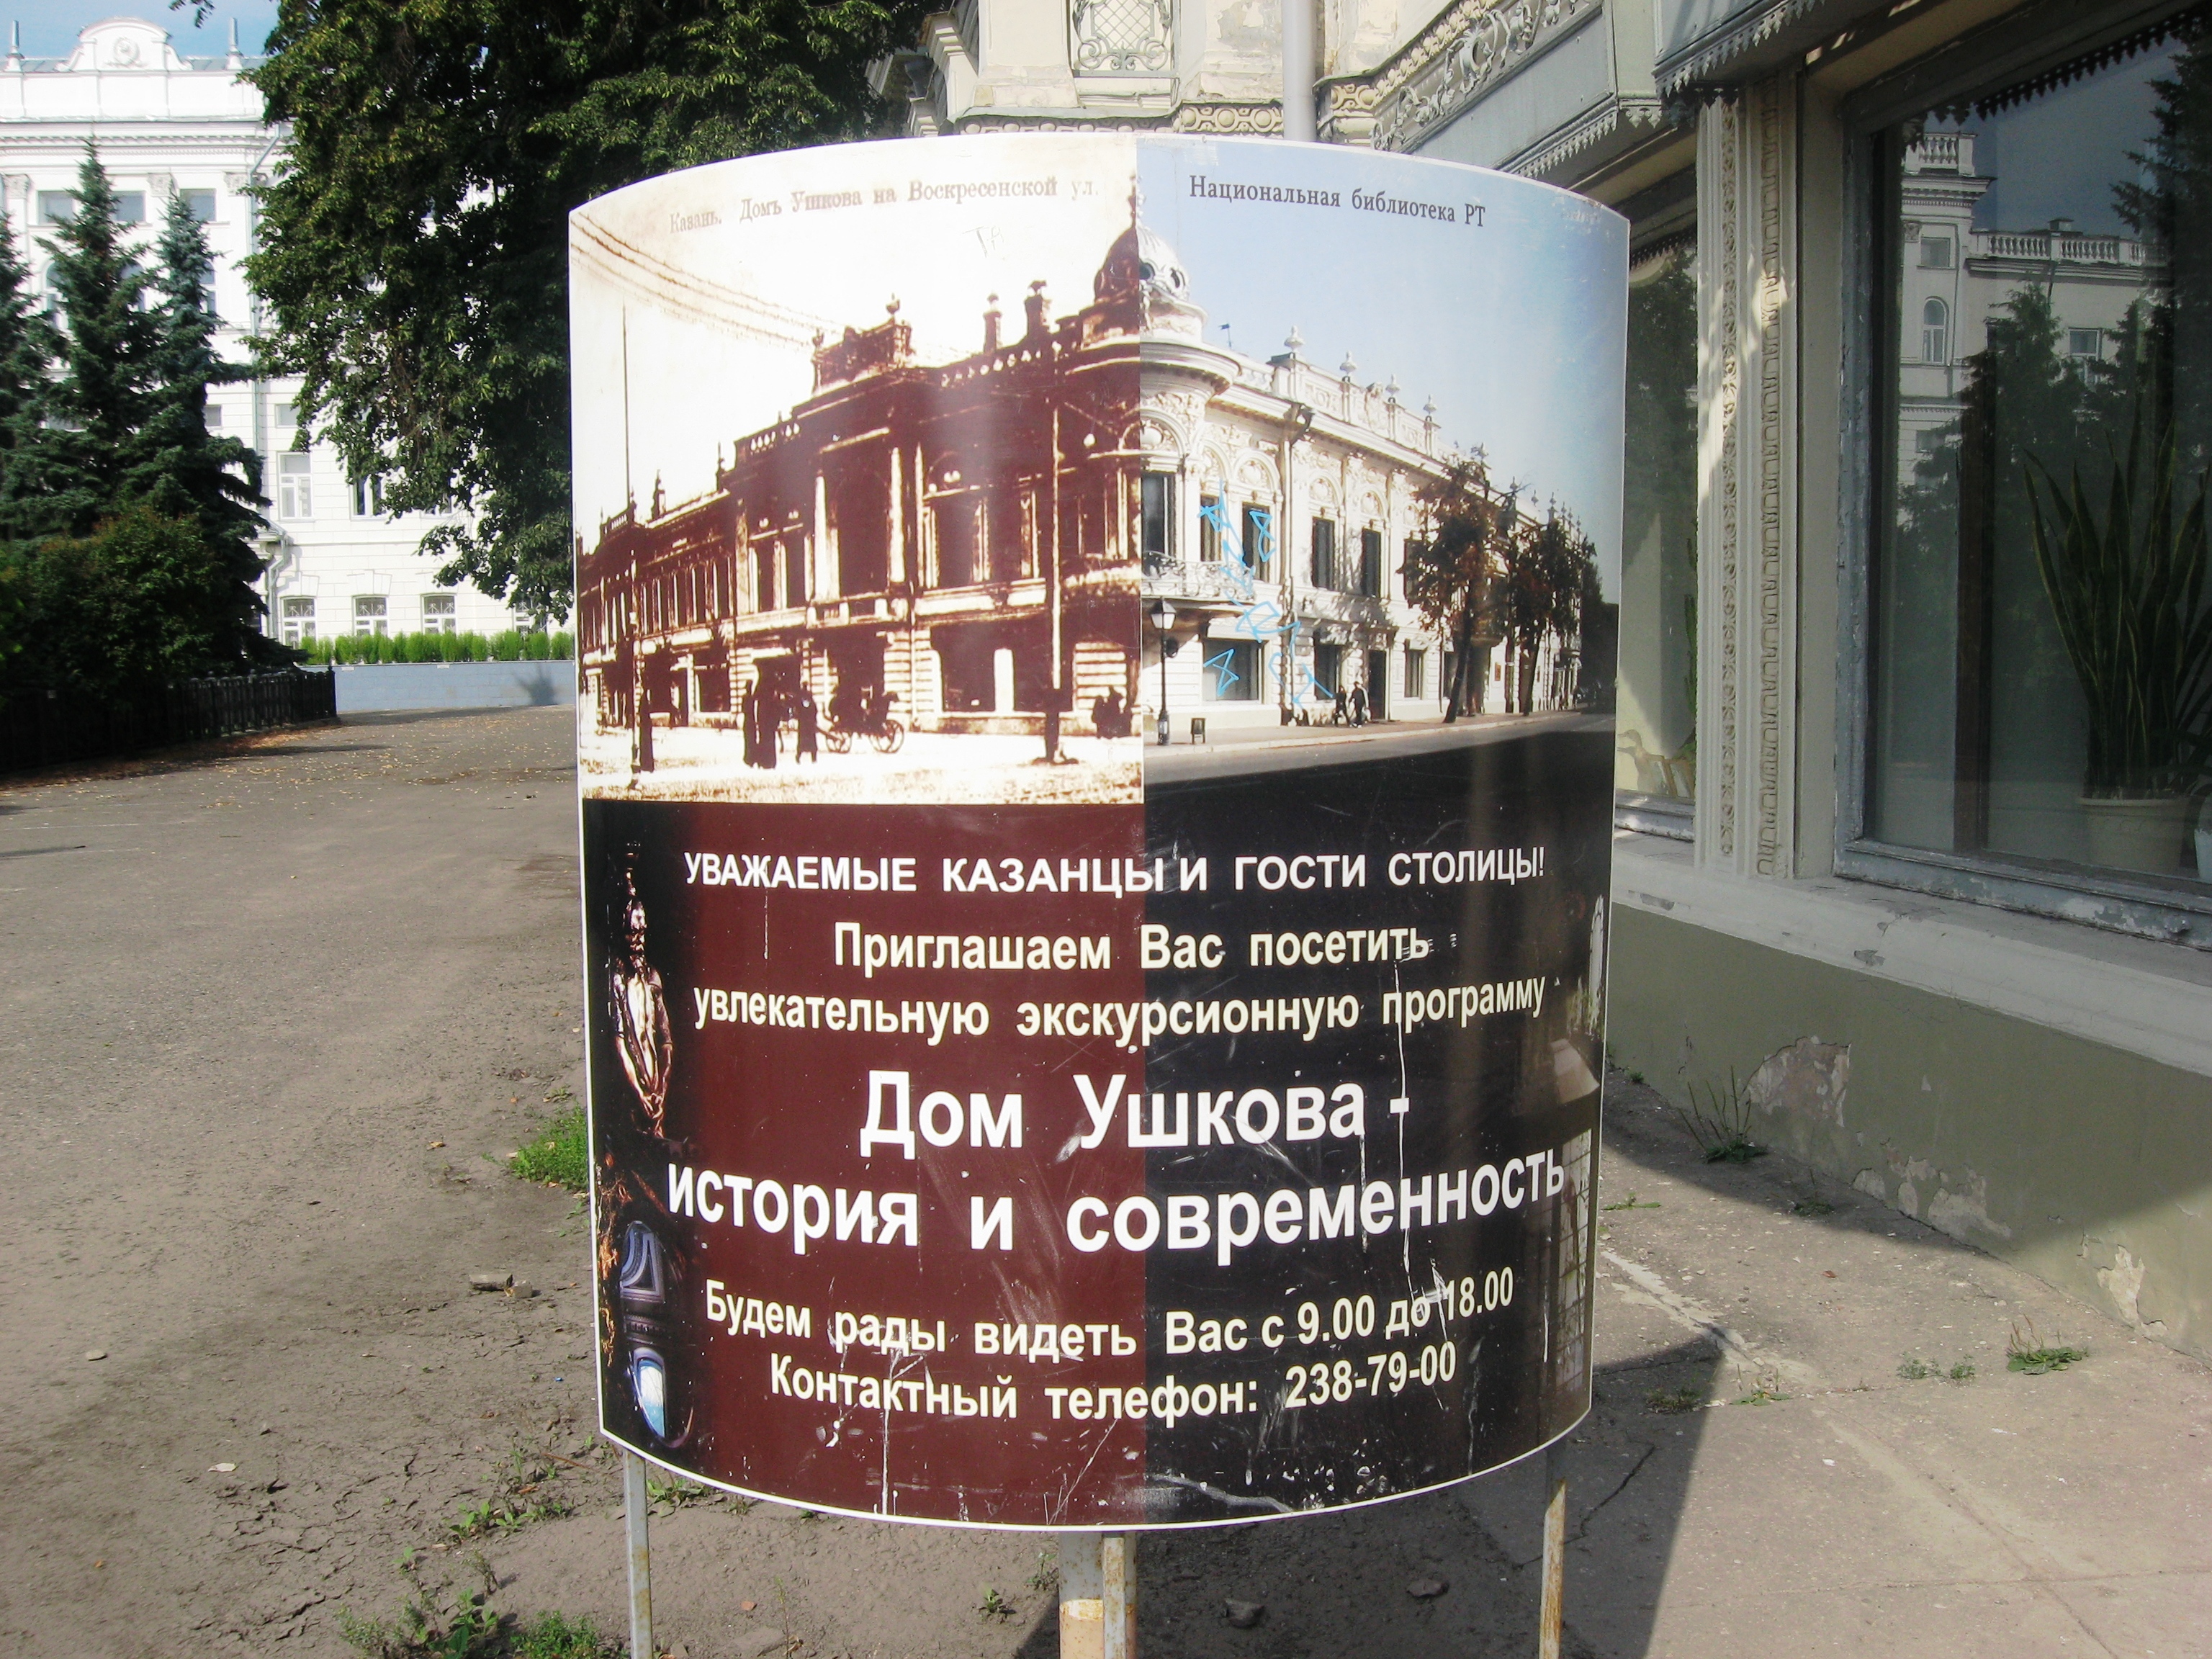 Казань. Домъ Ушкова на Воскресенской ул.
Национальная библиотека РТ
УВАЖАЕМЫЕ КАЗАНЦЫ И ГОСТИ СТОЛИЦЫ!
Приглашаем Вас посетить
увлекательную экскурсионную программу
Дом Ушкова -
история и современность
Будем рады видеть Вас с 9.00 до 18.00
Контактный телефон: 238-79-00